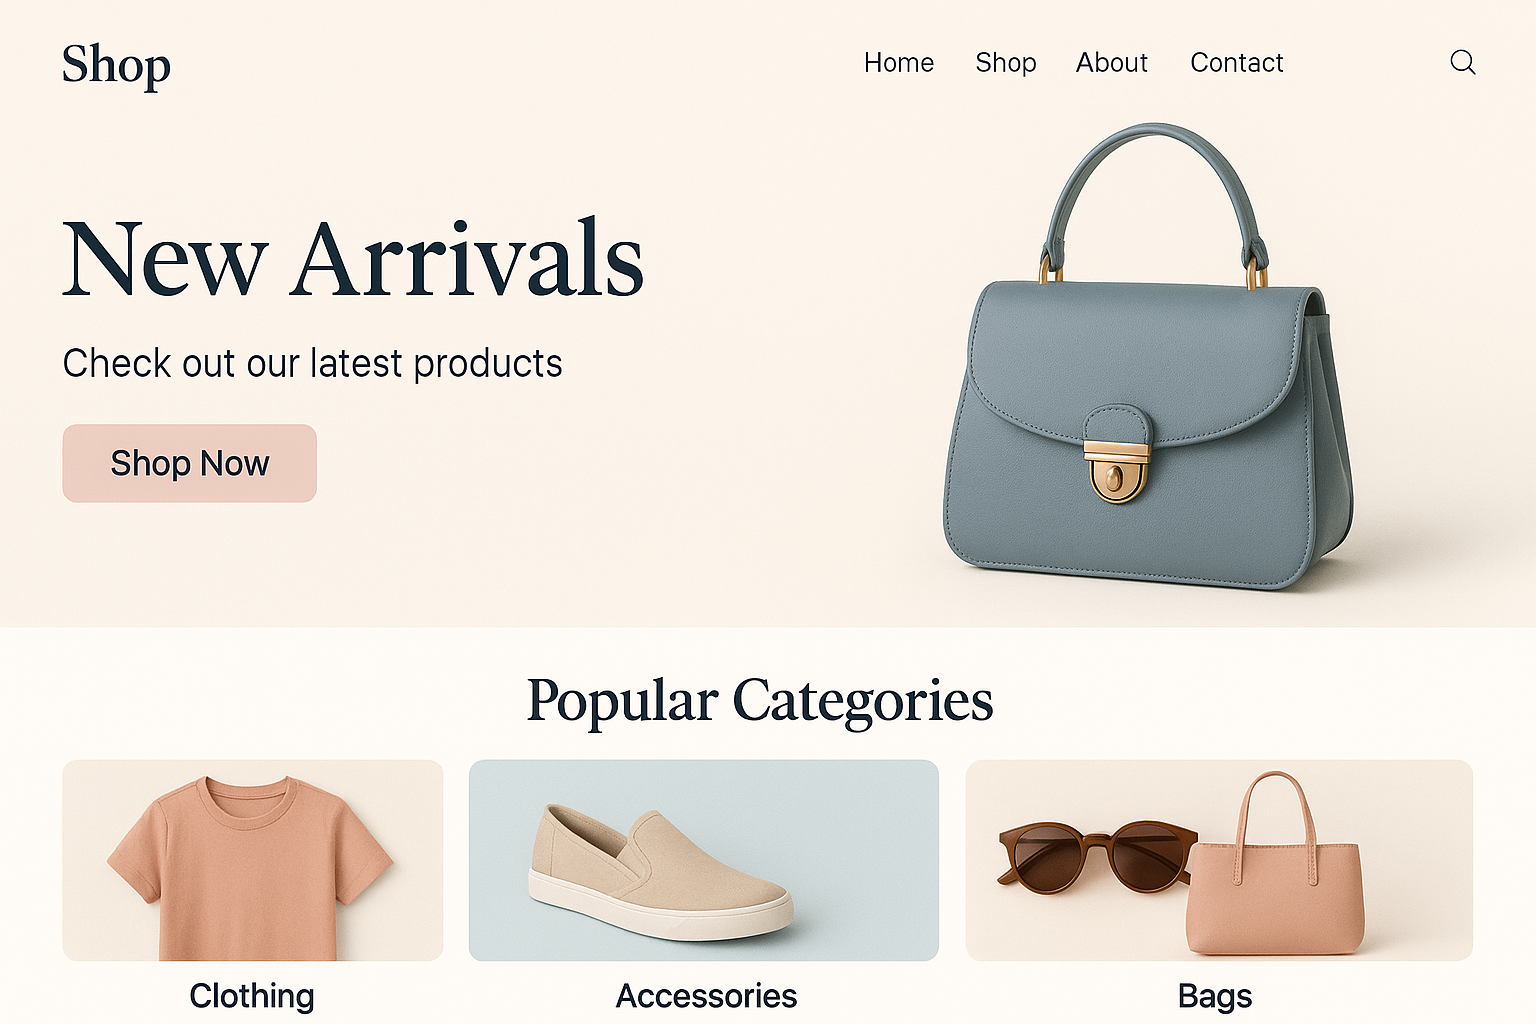 Shop
Home Shop About Contact
New Arrivals
Check out our latest products
Shop Now
Popular Categories
Clothing
Accessories
Bags